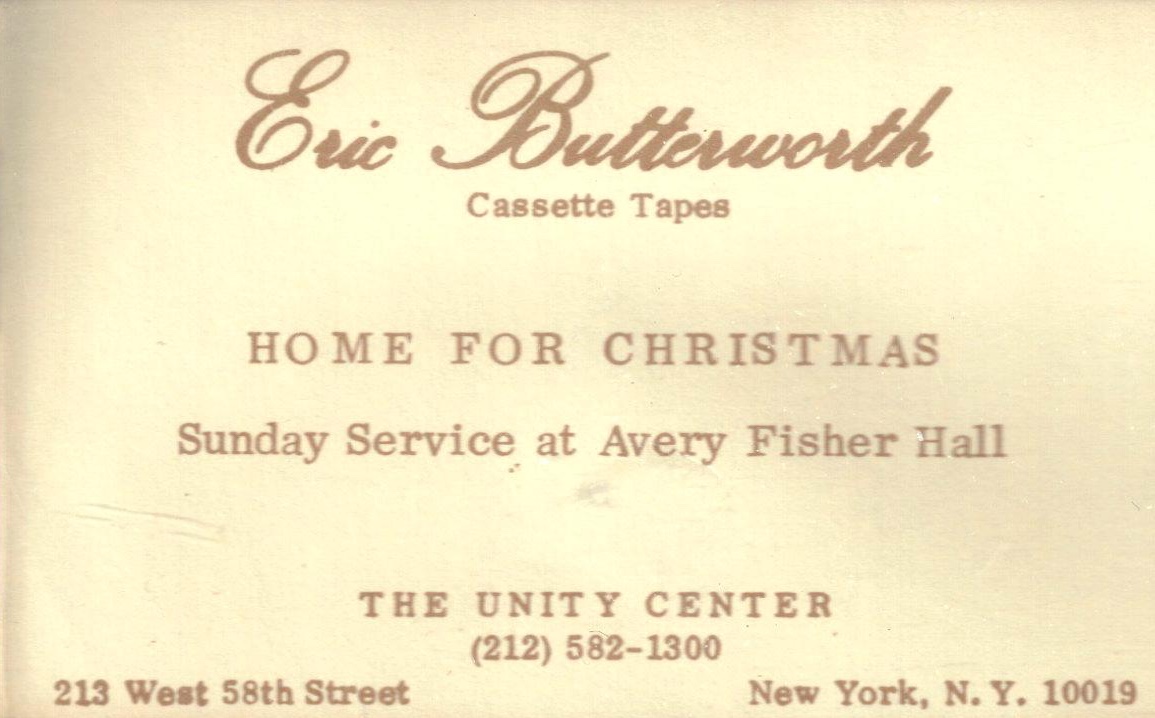 Eric Butterworth
Cassette Tapes
HOME FOR CHRISTMAS
Sunday Service at Avery Fisher Hall
THE UNITY CENTER
(212) 582-1300
213 West 58th Street New York, N.Y. 10019